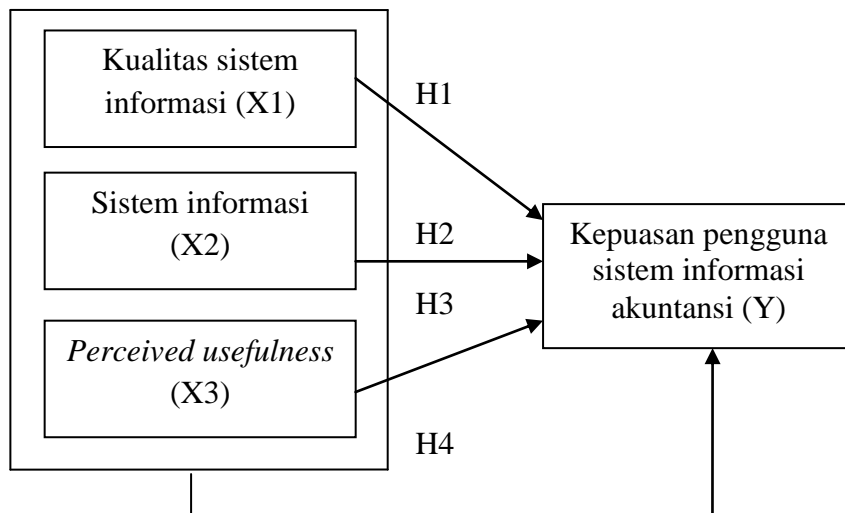 Kualitas sistem
informasi (X1)
H1
Sistem informasi
(X2)
H2
Kepuasan pengguna
sistem informasi
akuntansi (Y)
H3
Perceived usefulness
(X3)
H4